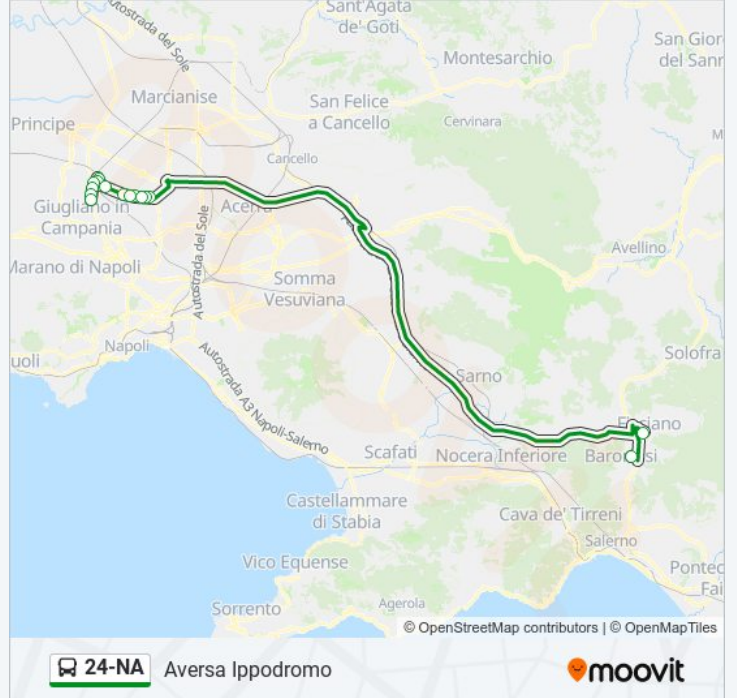 Autostrada del Sole
Sant'Agata
de' Goti
Montesarchio
San Gior
del Sanr
Marcianise
San Felice
a Cancello
Principe
Cervinara
M
Cancello
Giugliano in
Campania
Acerra
Autostrada del Sole
Avellino
Marano di Napoli
Somma
Vesuviana
Napoli
uoli
Autostrada A3 Napoli-Salerno
Solofra
Sarno
Fisciano
Scafati
Nocera Inferiore
Baronissi
Castellammare
di Stabia
Cava de' Tirreni
Salerno
Vico Equense
Pontec
Fai
Sorrento
Agerola
© OpenStreetMap contributors | © OpenMapTiles
24-NA
Aversa Ippodromo
moovit